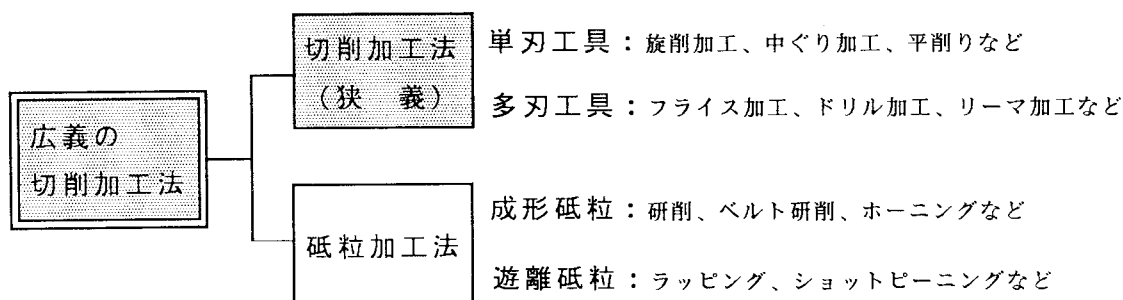 広義の
切削加工法
切削加工法
(狭 義)
単刃工具:旋削加工、中ぐり加工、平削りなど
多刃工具:フライス加工、ドリル加工、リーマ加工など
砥粒加工法
成形砥粒:研削、ベルト研削、ホーニングなど
遊離砥粒:ラッピング、ショットピーニングなど